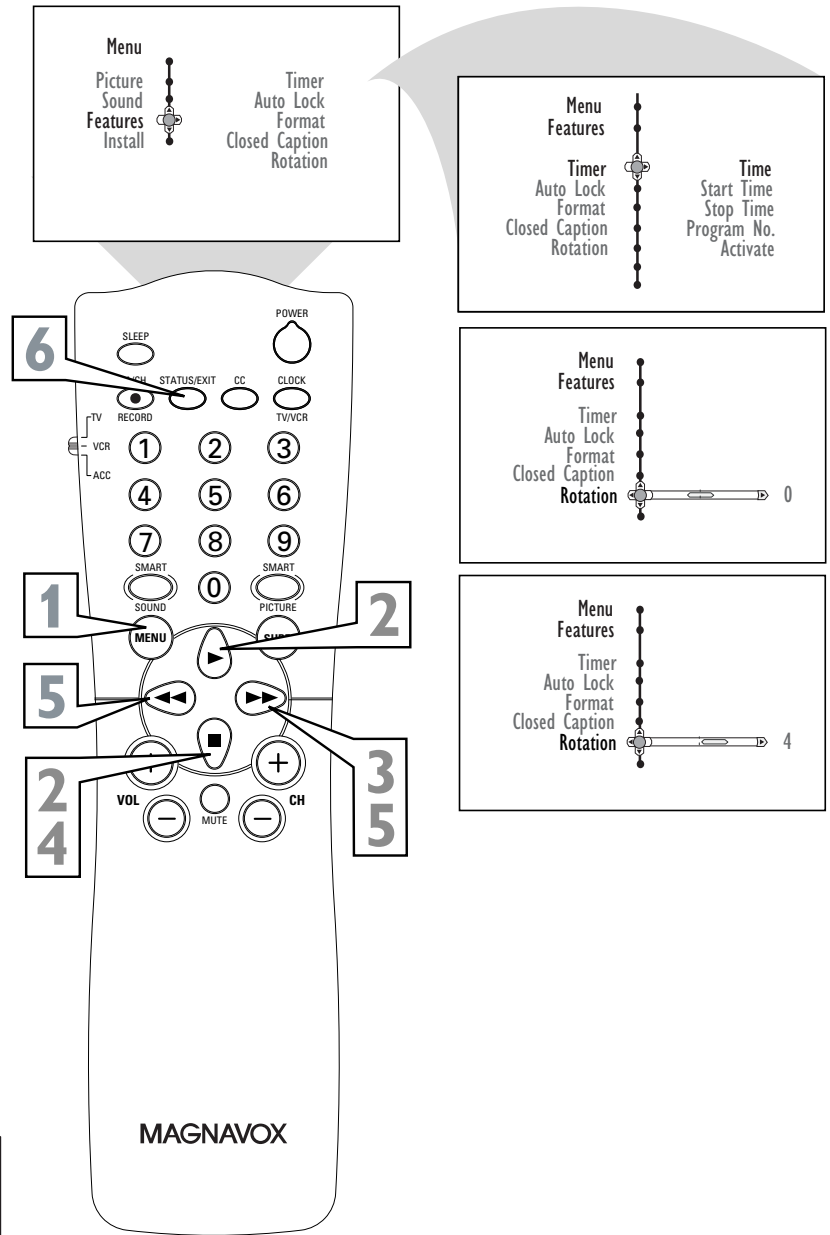 Menu
Picture
Sound
Features
Install
Timer
Auto Lock
Format
Closed Caption
Rotation
Menu
Features
Timer
Auto Lock
Format
Closed Caption
Rotation
Time
Start Time
Stop Time
Program No.
Activate
Menu
Features
Timer
Auto Lock
Format
Closed Caption
Rotation 0
Menu
Features
Timer
Auto Lock
Format
Closed Caption
Rotation 4
POWER
SLEEP
6
STATUS/EXIT CC CLOCK
RECORD TV/VCR
TV
VCR
ACC
1 2 3
4 5 6
7 8 9
SMART 0 SMART
SOUND PICTURE
1
MENU
2
5
2
4
3
5
VOL MUTE CH
MAGNAVOX